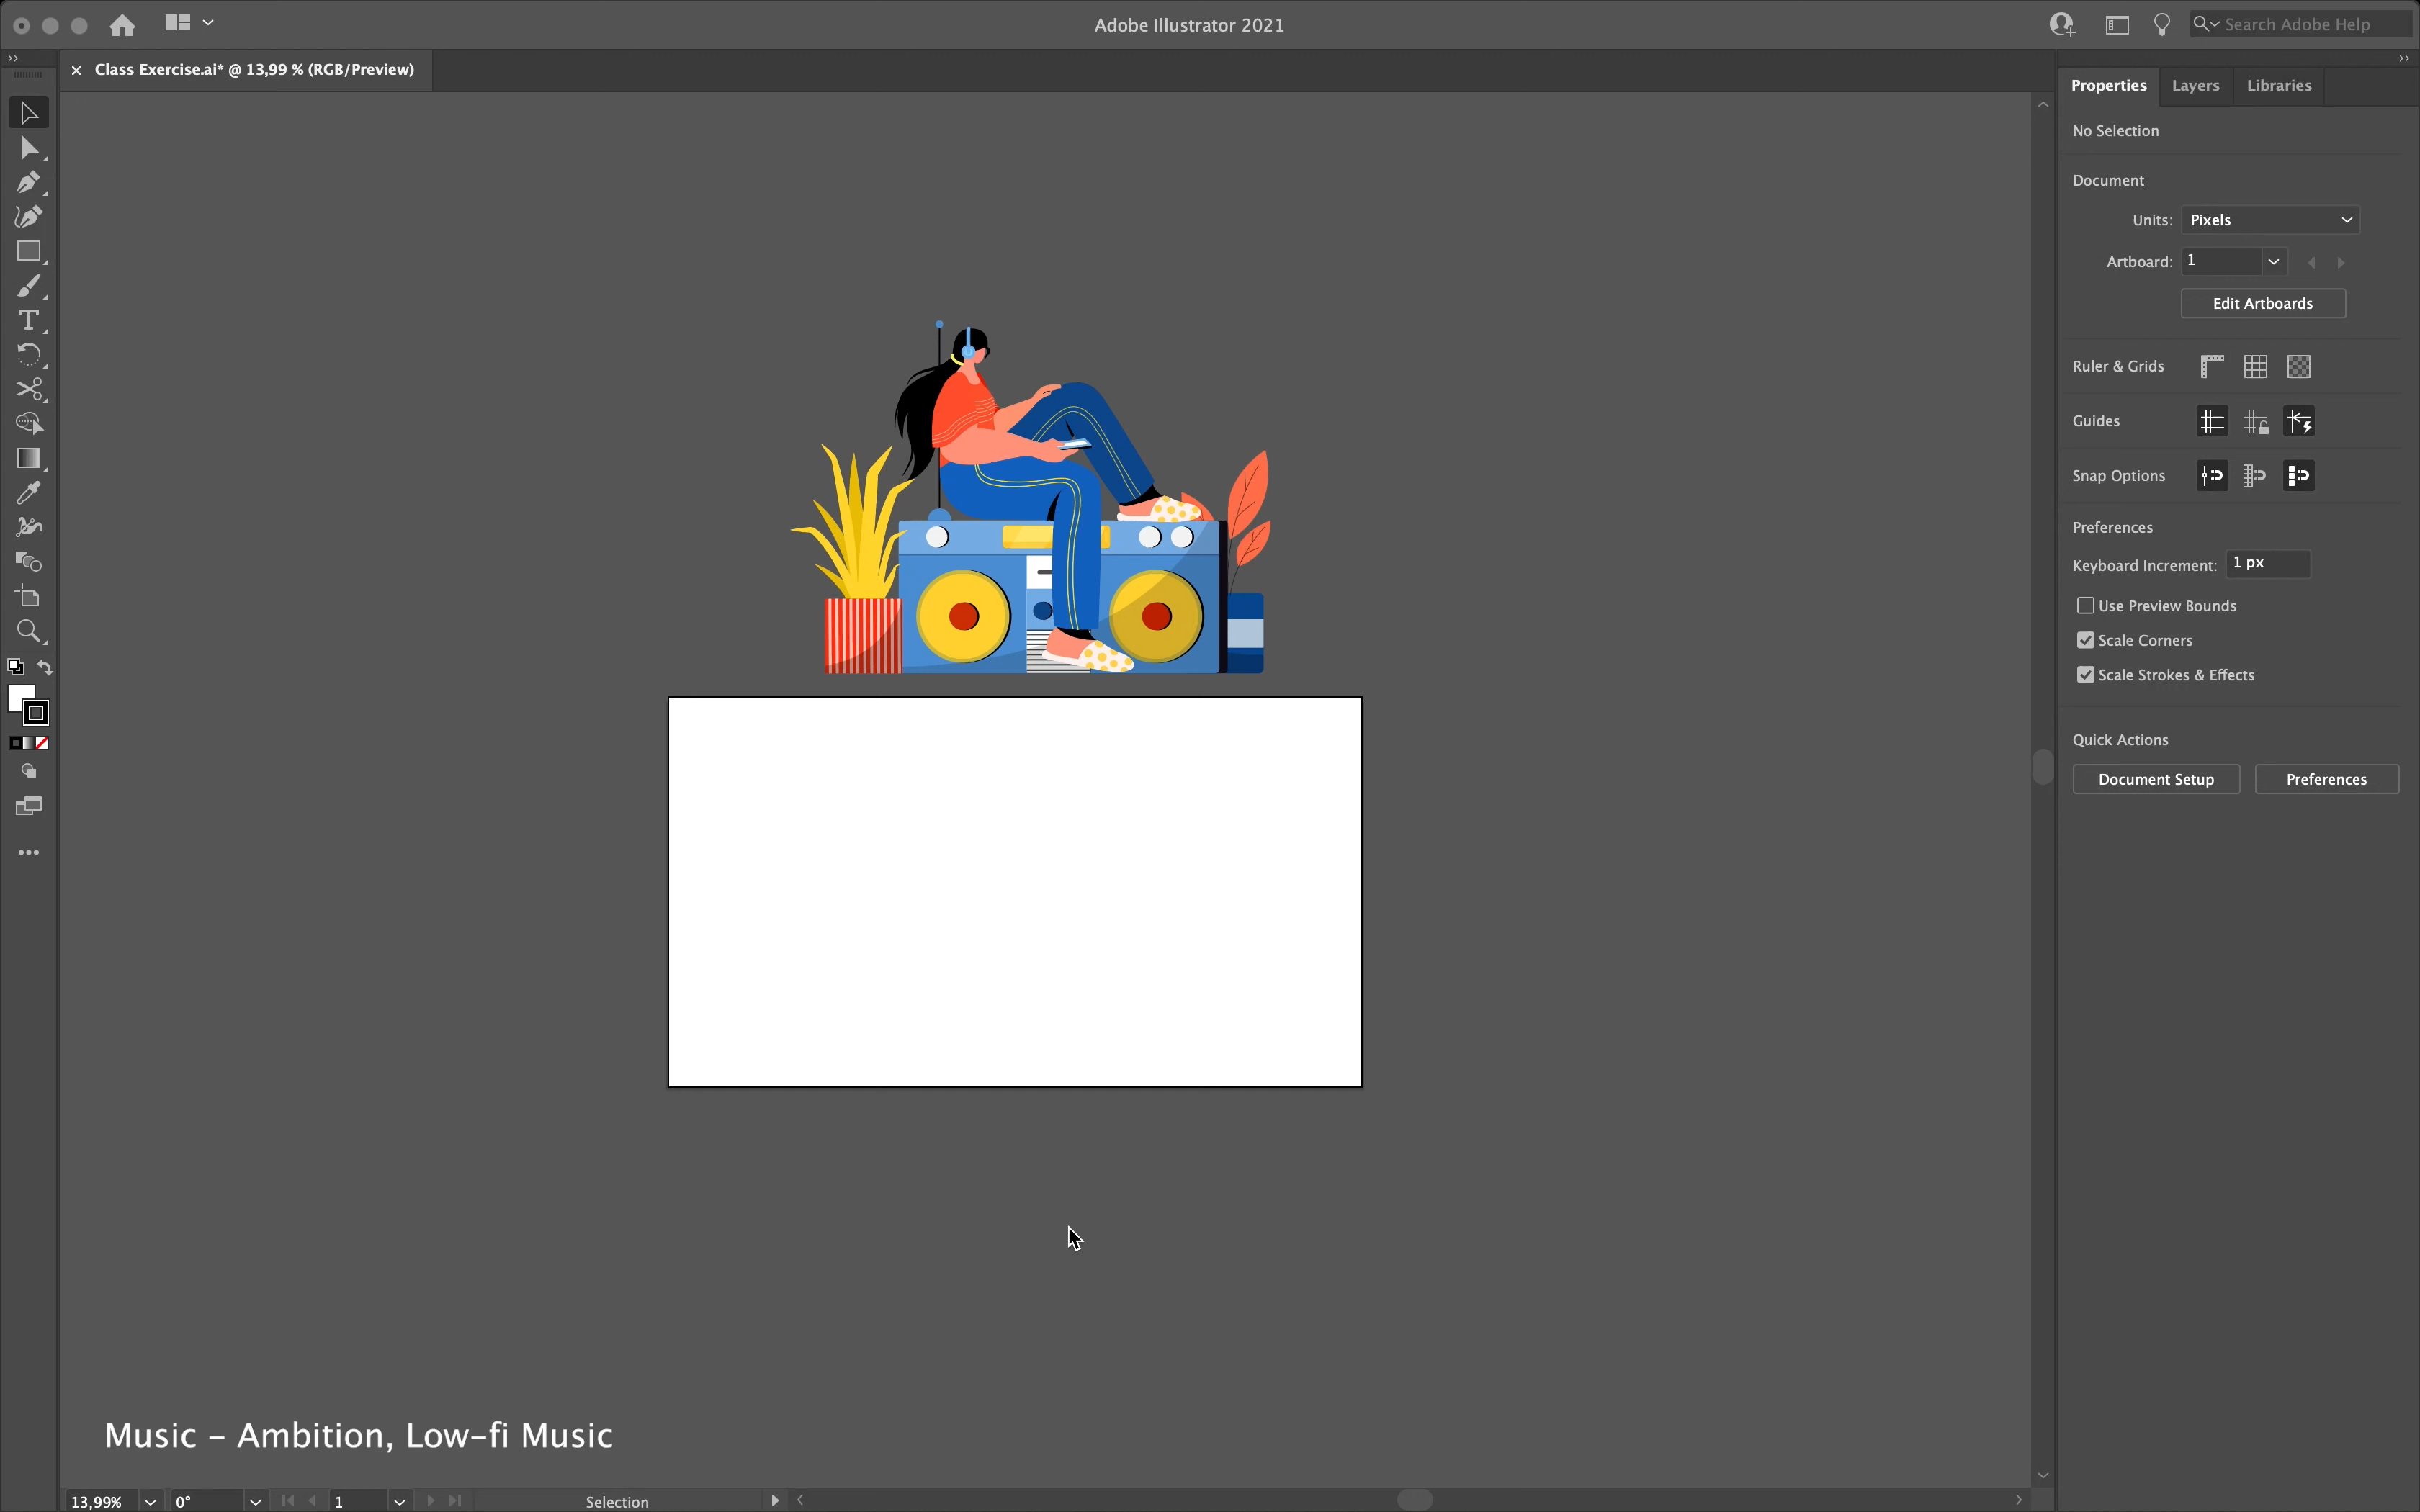 Adobe Illustrator 2021
Search Adobe Help
Class Exercise.ai* @ 13,99 % (RGB/Preview)
Properties
Layers
Libraries
No Selection
Document
Units:
Pixels
Artboard:
1
Edit Artboards
Ruler & Grids
Guides
Snap Options
Preferences
Keyboard Increment:
1 px
Use Preview Bounds
Scale Corners
Scale Strokes & Effects
Quick Actions
Document Setup
Preferences
Music – Ambition, Low-fi Music
13,99%
0°
1
Selection